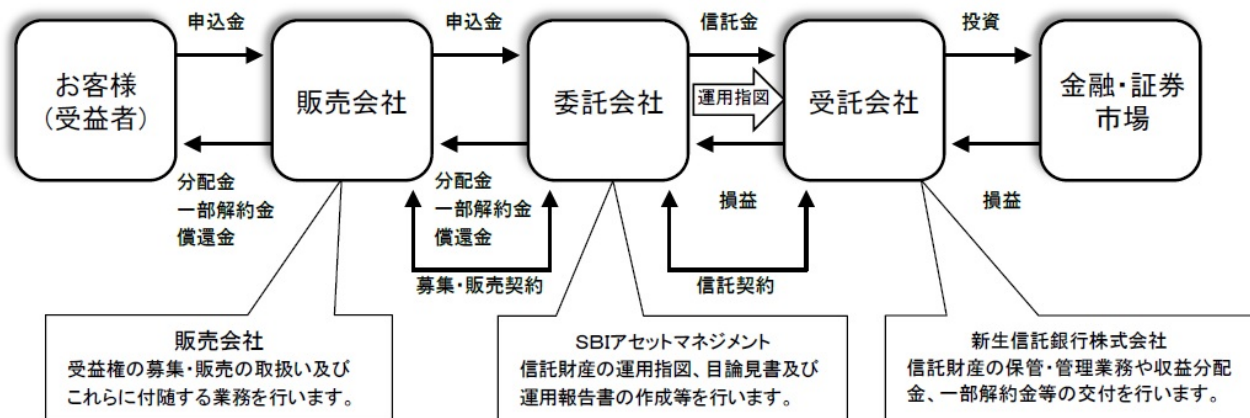 申込金
申込金
信託金
投資
お客様
(受益者)
販売会社
委託会社
運用指図
受託会社
金融・証券
市場
分配金
一部解約金
償還金
分配金
一部解約金
償還金
損益
損益
募集・販売契約
信託契約
販売会社
受益権の募集・販売の取扱い及び
これらに付随する業務を行います。
SBIアセットマネジメント
信託財産の運用指図、目論見書及び
運用報告書の作成等を行います。
新生信託銀行株式会社
信託財産の保管・管理業務や収益分配
金、一部解約金等の交付を行います。